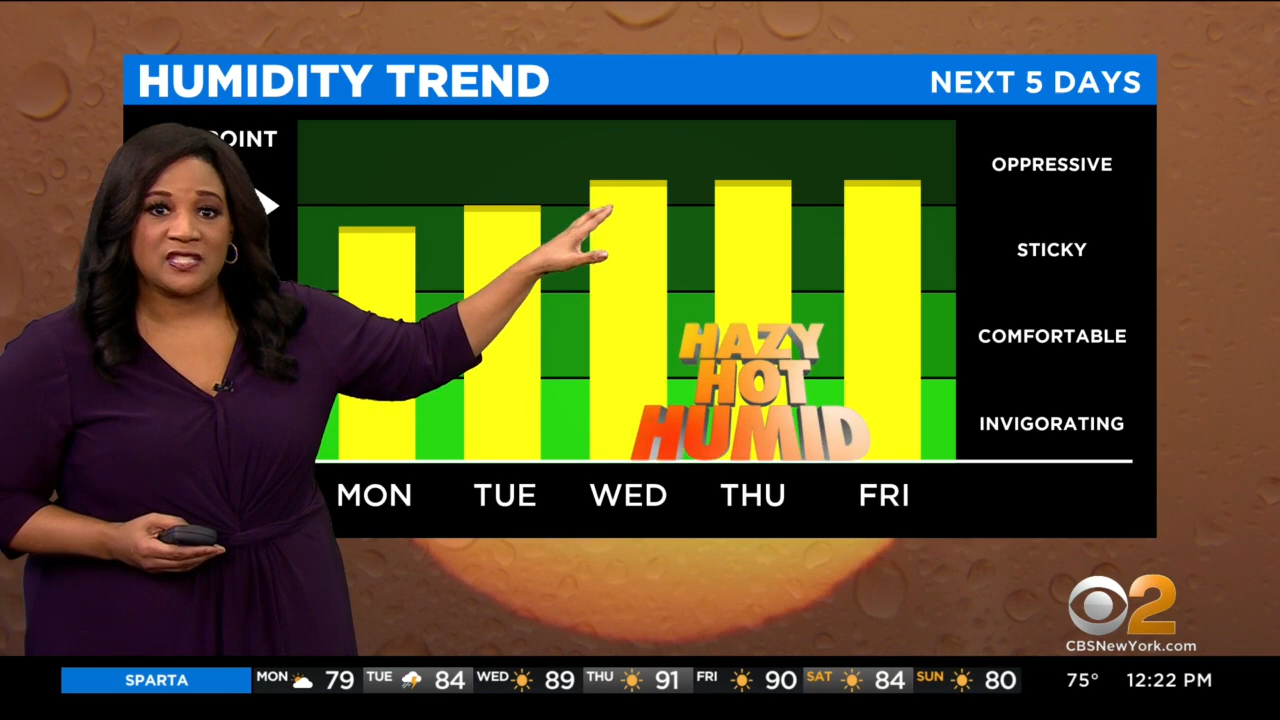 HUMIDITY TREND
NEXT 5 DAYS
OPPRESSIVE
STICKY
COMFORTABLE
INVIGORATING
HAZY
HOT
HUMID
MON TUE WED THU FRI
2
CBSNewYork.com
SPARTA MON 79 TUE 84 WED 89 THU 91 FRI 90 SAT 84 SUN 80 75° 12:22 PM